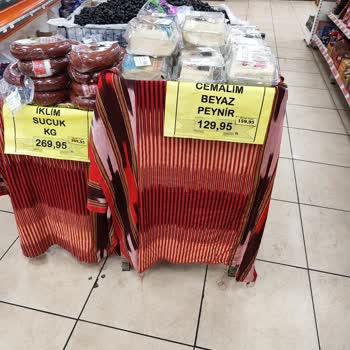 İKLİM
SUCUK
KG
269,95
CEMALİM
BEYAZ
PEYNİR
159,95
129,95